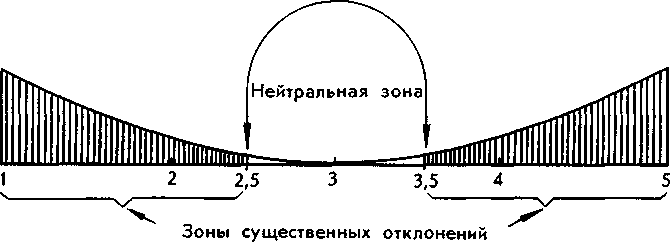 Нейтральная зона
1 2 2,5 3 3,5 4 5
Зоны существенных отклонений